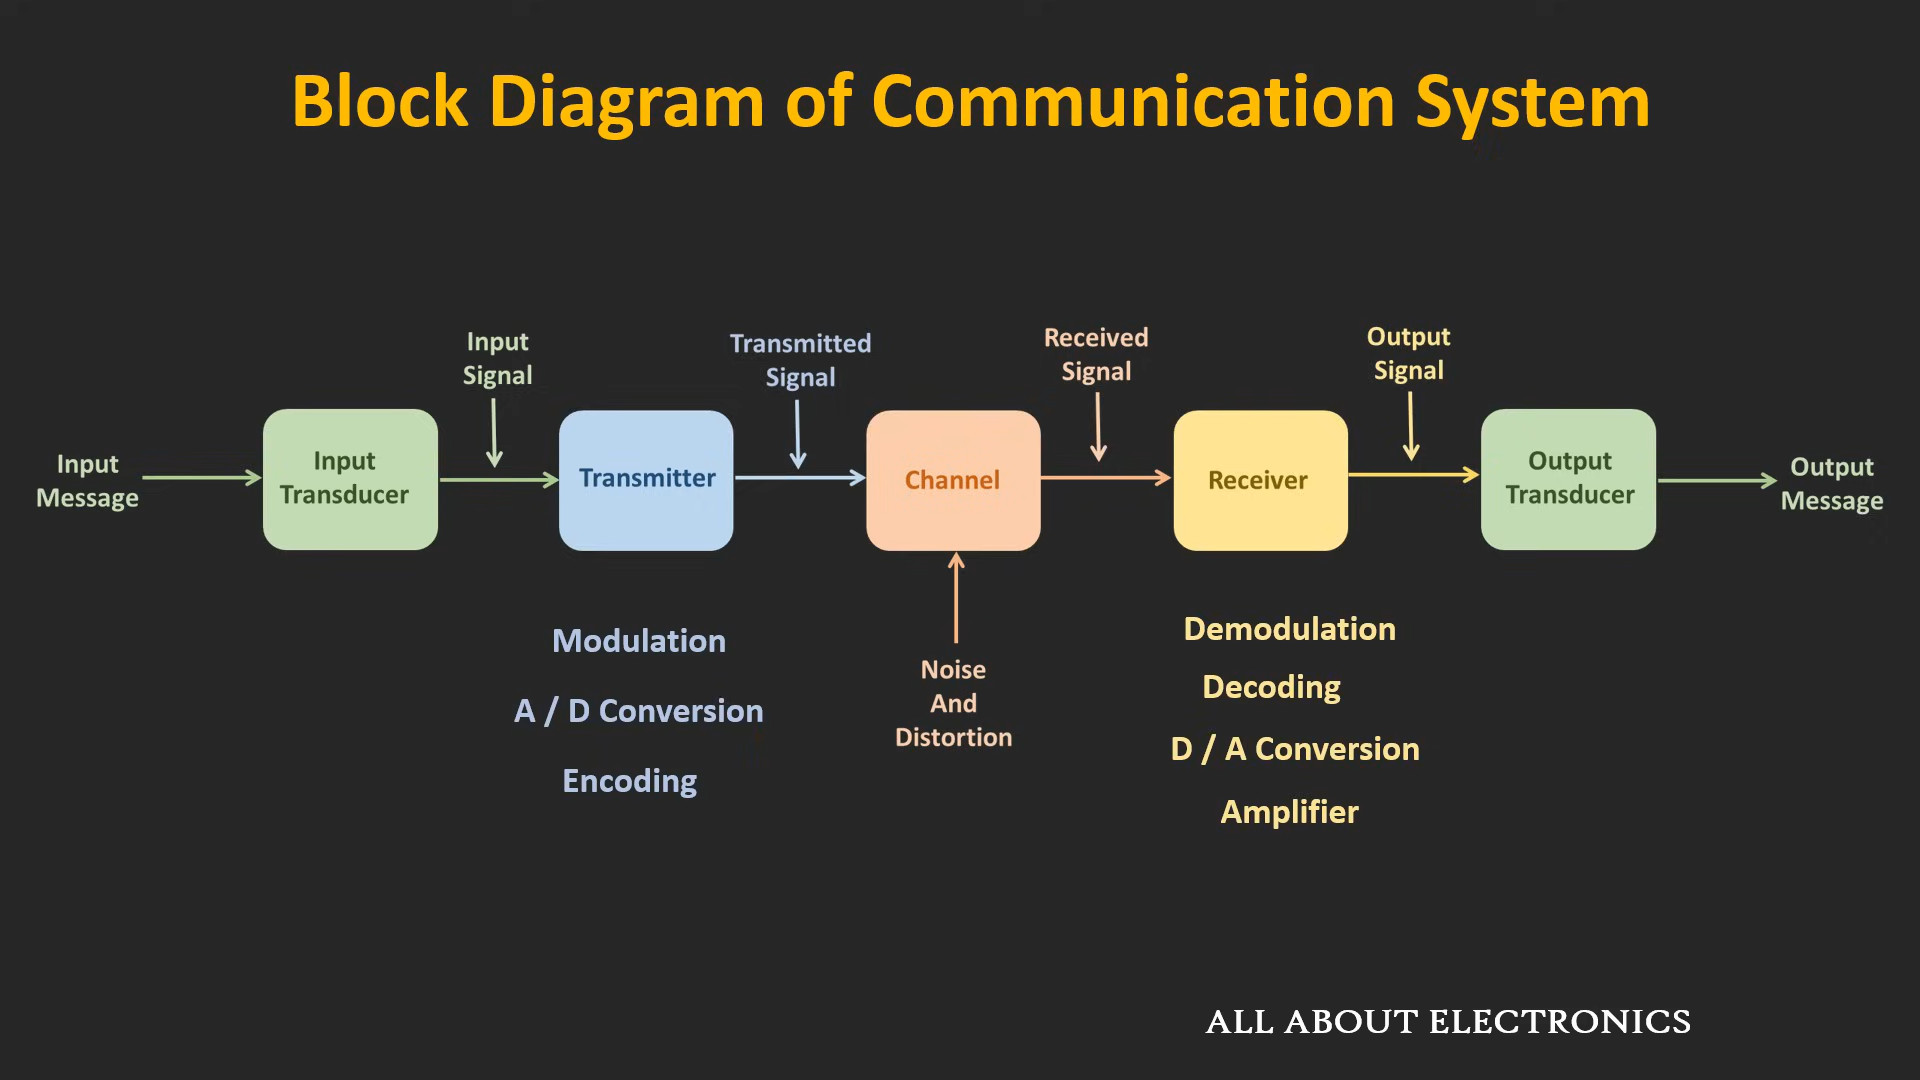 Block Diagram of Communication System
Input
Message
Input
Transducer
Input
Signal
Transmitter
Transmitted
Signal
Channel
Received
Signal
Receiver
Output
Signal
Output
Transducer
Output
Message
Modulation
A / D Conversion
Encoding
Noise
And
Distortion
Demodulation
Decoding
D / A Conversion
Amplifier
ALL ABOUT ELECTRONICS